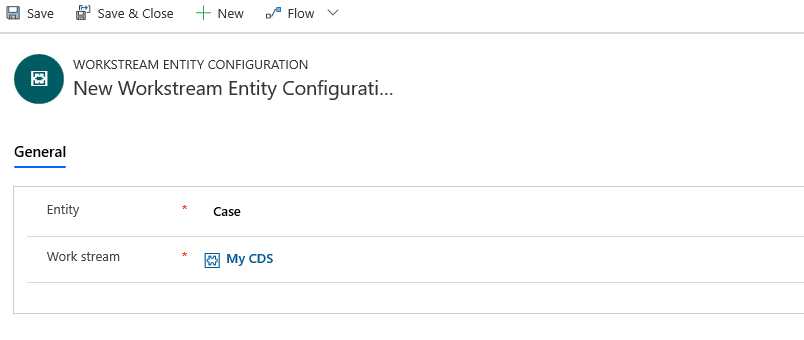 Save Save & Close New Flow
WORKSTREAM ENTITY CONFIGURATION
New Workstream Entity Configurati...
General
Entity * Case
Work stream * My CDS